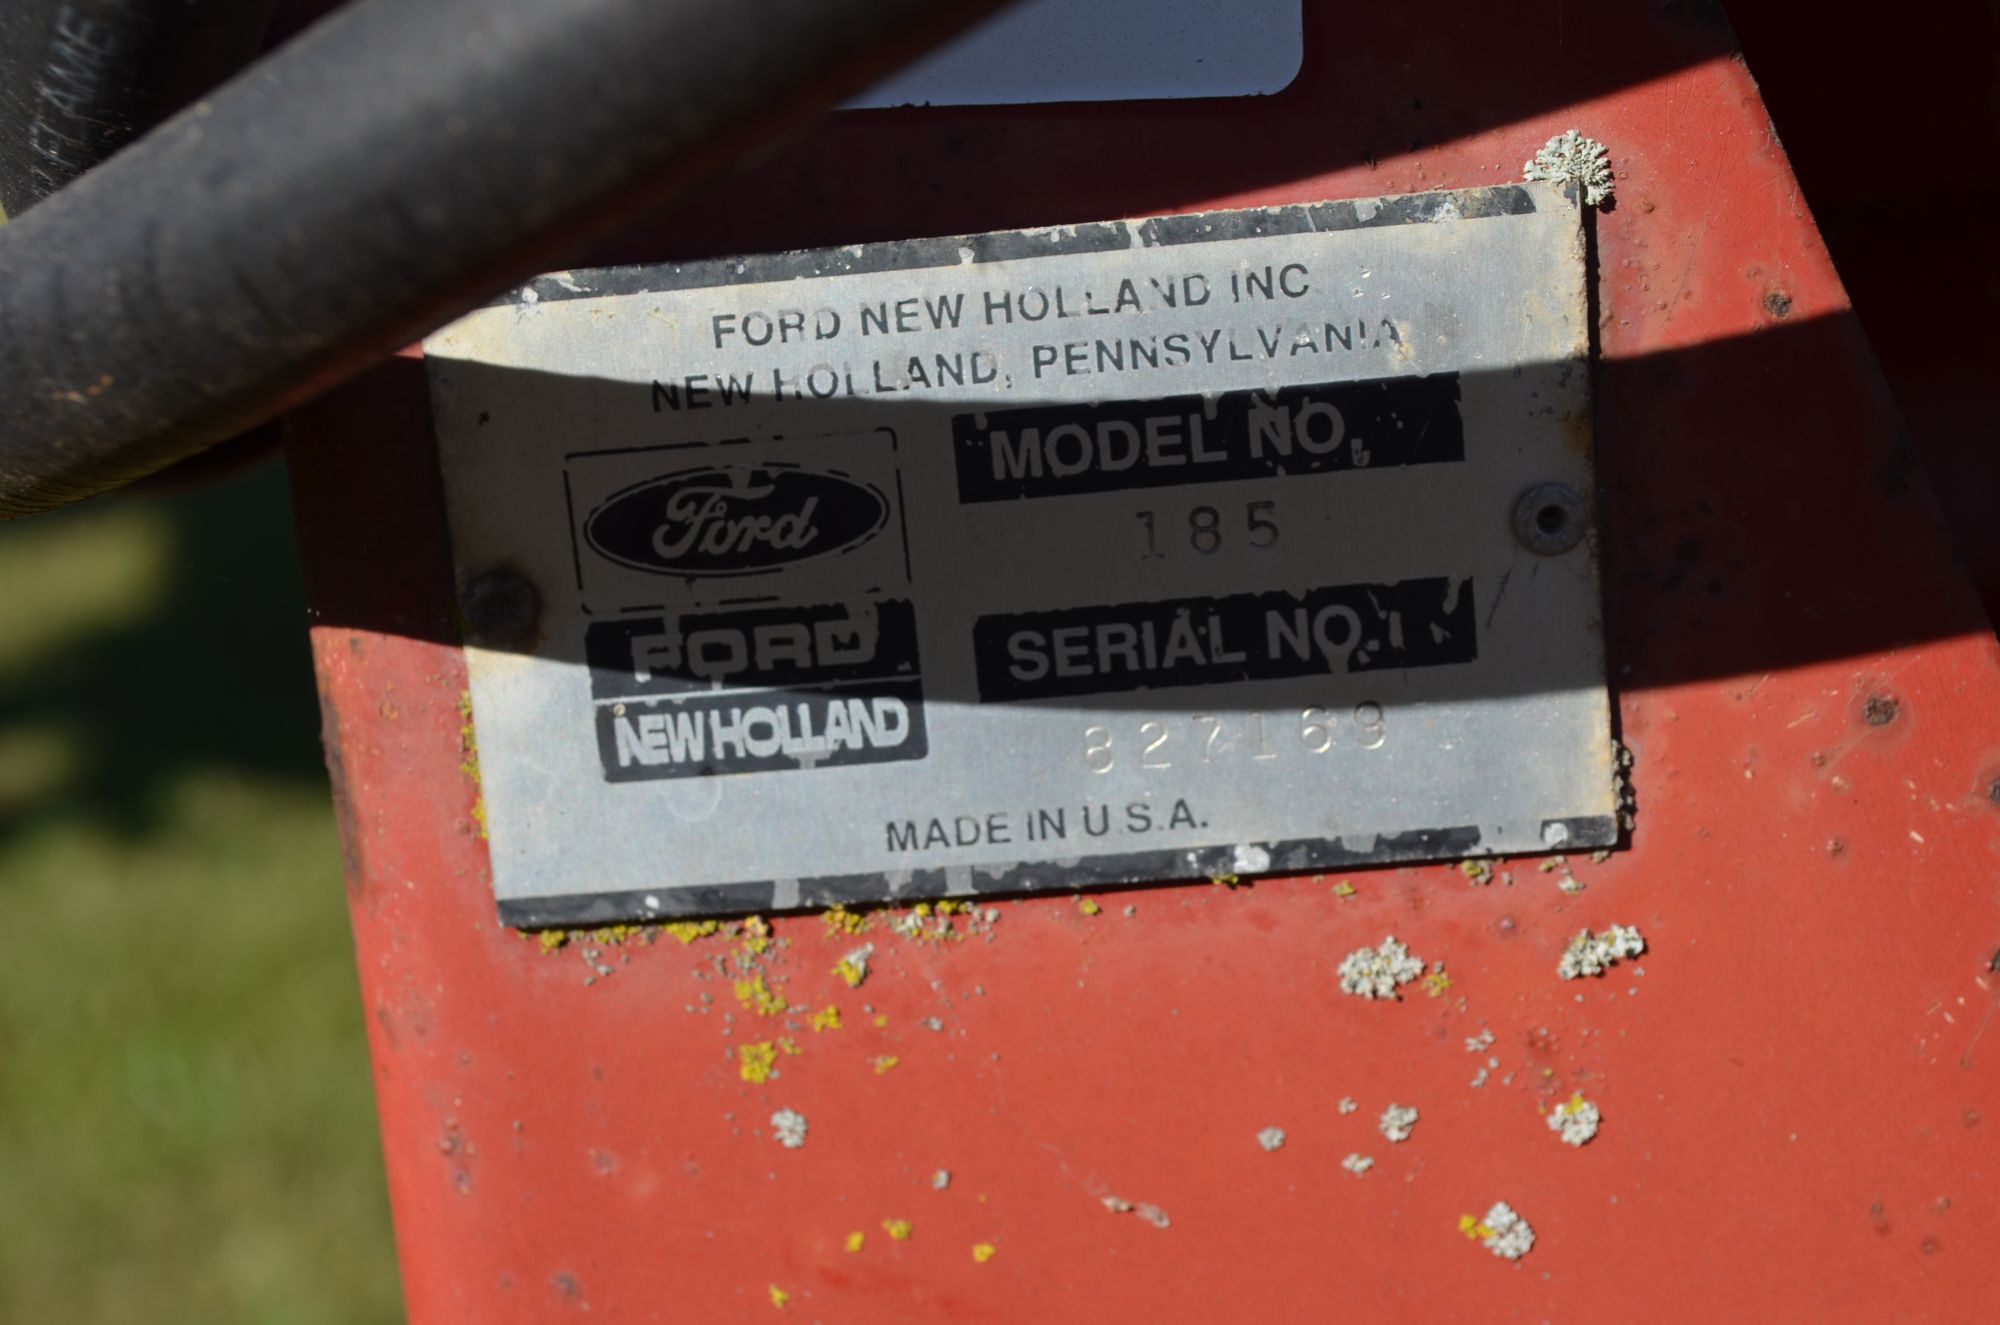 FLAME
FORD NEW HOLLAND INC
NEW HOLLAND, PENNSYLVANIA
MODEL NO.
185
Ford
SERIAL NO.
FORD
NEW HOLLAND
827169
MADE IN U.S.A.